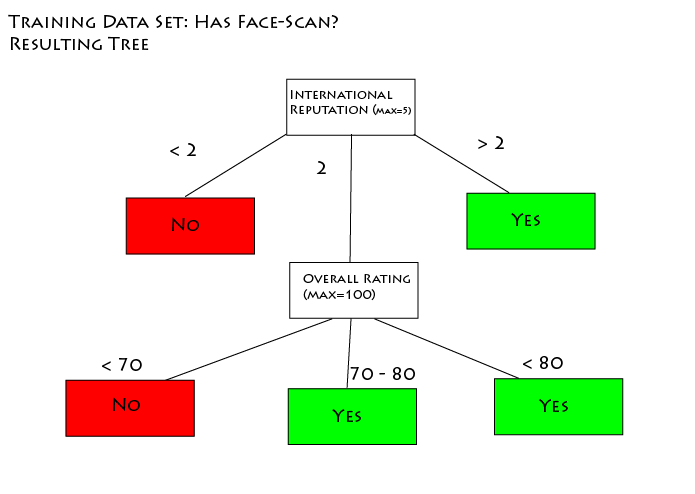 Training Data Set: Has Face-Scan?
Resulting Tree
International
Reputation (max=5)
< 2
2
> 2
No
Yes
Overall Rating
(max=100)
< 70
70 - 80
< 80
No
Yes
Yes